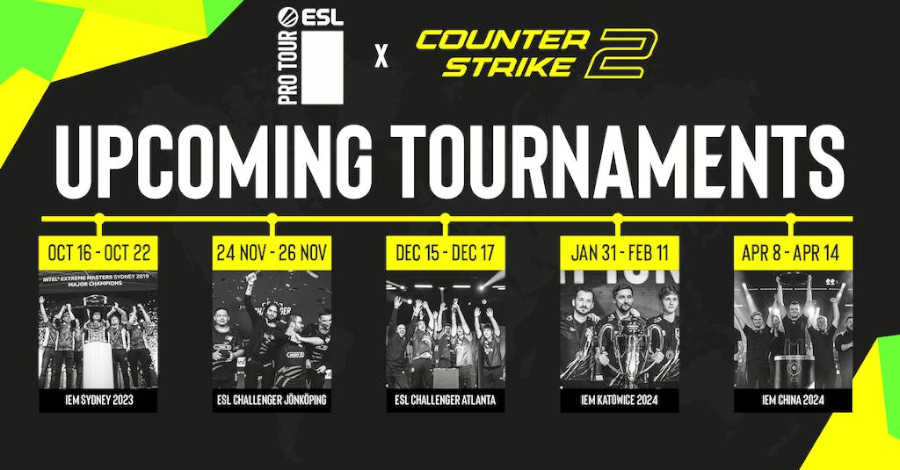 PRO TOUR
ESL
X
COUNTER
STRIKE 2
UPCOMING TOURNAMENTS
OCT 16 - OCT 22
24 NOV - 26 NOV
DEC 15 - DEC 17
JAN 31 - FEB 11
APR 8 - APR 14
INTEL® EXTREME MASTERS SYDNEY 2019
MAJOR CHAMPIONS
IEM SYDNEY 2023
ESL CHALLENGER JÖNKÖPING
ESL CHALLENGER ATLANTA
IEM KATOWICE 2024
IEM CHINA 2024